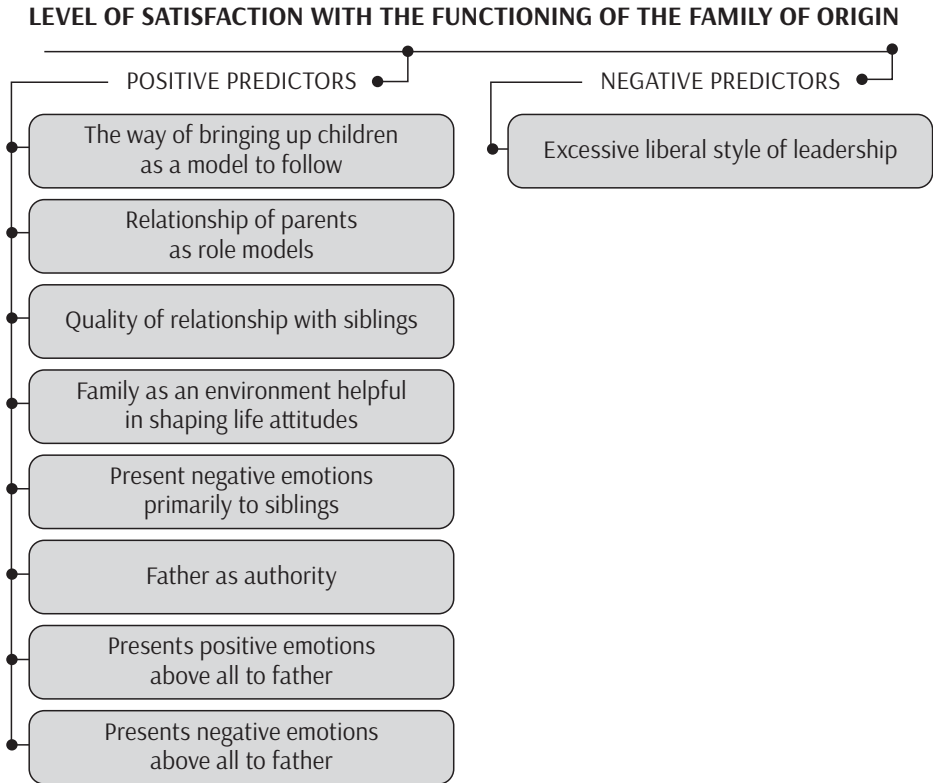 LEVEL OF SATISFACTION WITH THE FUNCTIONING OF THE FAMILY OF ORIGIN
POSITIVE PREDICTORS
The way of bringing up children
as a model to follow
Relationship of parents
as role models
Quality of relationship with siblings
Family as an environment helpful
in shaping life attitudes
Present negative emotions
primarily to siblings
Father as authority
Presents positive emotions
above all to father
Presents negative emotions
above all to father
NEGATIVE PREDICTORS
Excessive liberal style of leadership